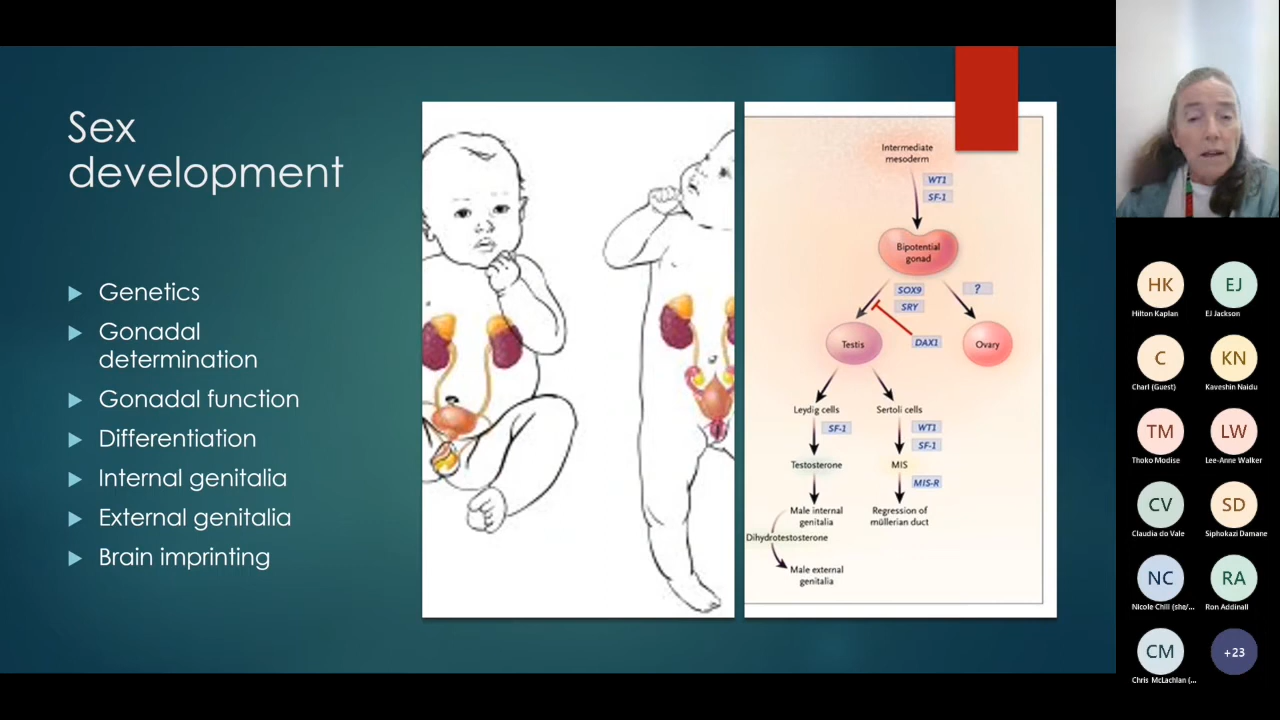 Sex
development
Genetics
Gonadal
determination
Gonadal function
Differentiation
Internal genitalia
External genitalia
Brain imprinting
Intermediate
mesoderm
WT1
SF-1
Bipotential
gonad
SOX9
SRY
?
DAX1
Testis
Ovary
Leydig cells
Sertoli cells
SF-1
WT1
SF-1
Testosterone
MIS
MIS-R
Male internal
genitalia
Regression of
müllerian duct
Dihydrotestosterone
Male external
genitalia
HK
EJ
Hilton Kaplan
EJ Jackson
C
KN
Charl (Guest)
Kaveshin Naidu
TM
LW
Thoko Modise
Lee-Anne Walker
CV
SD
Claudia do Vale
Siphokazi Damane
NC
RA
Nicole Chili (she/...
Ron Addinall
CM
+23
Chris McLachlan (...